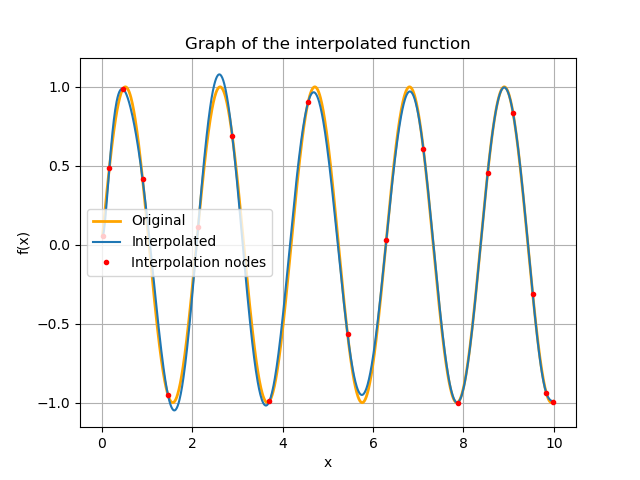 Graph of the interpolated function
f(x)
1.0
0.5
0.0
−0.5
−1.0
Original
Interpolated
Interpolation nodes
0 2 4 6 8 10
x